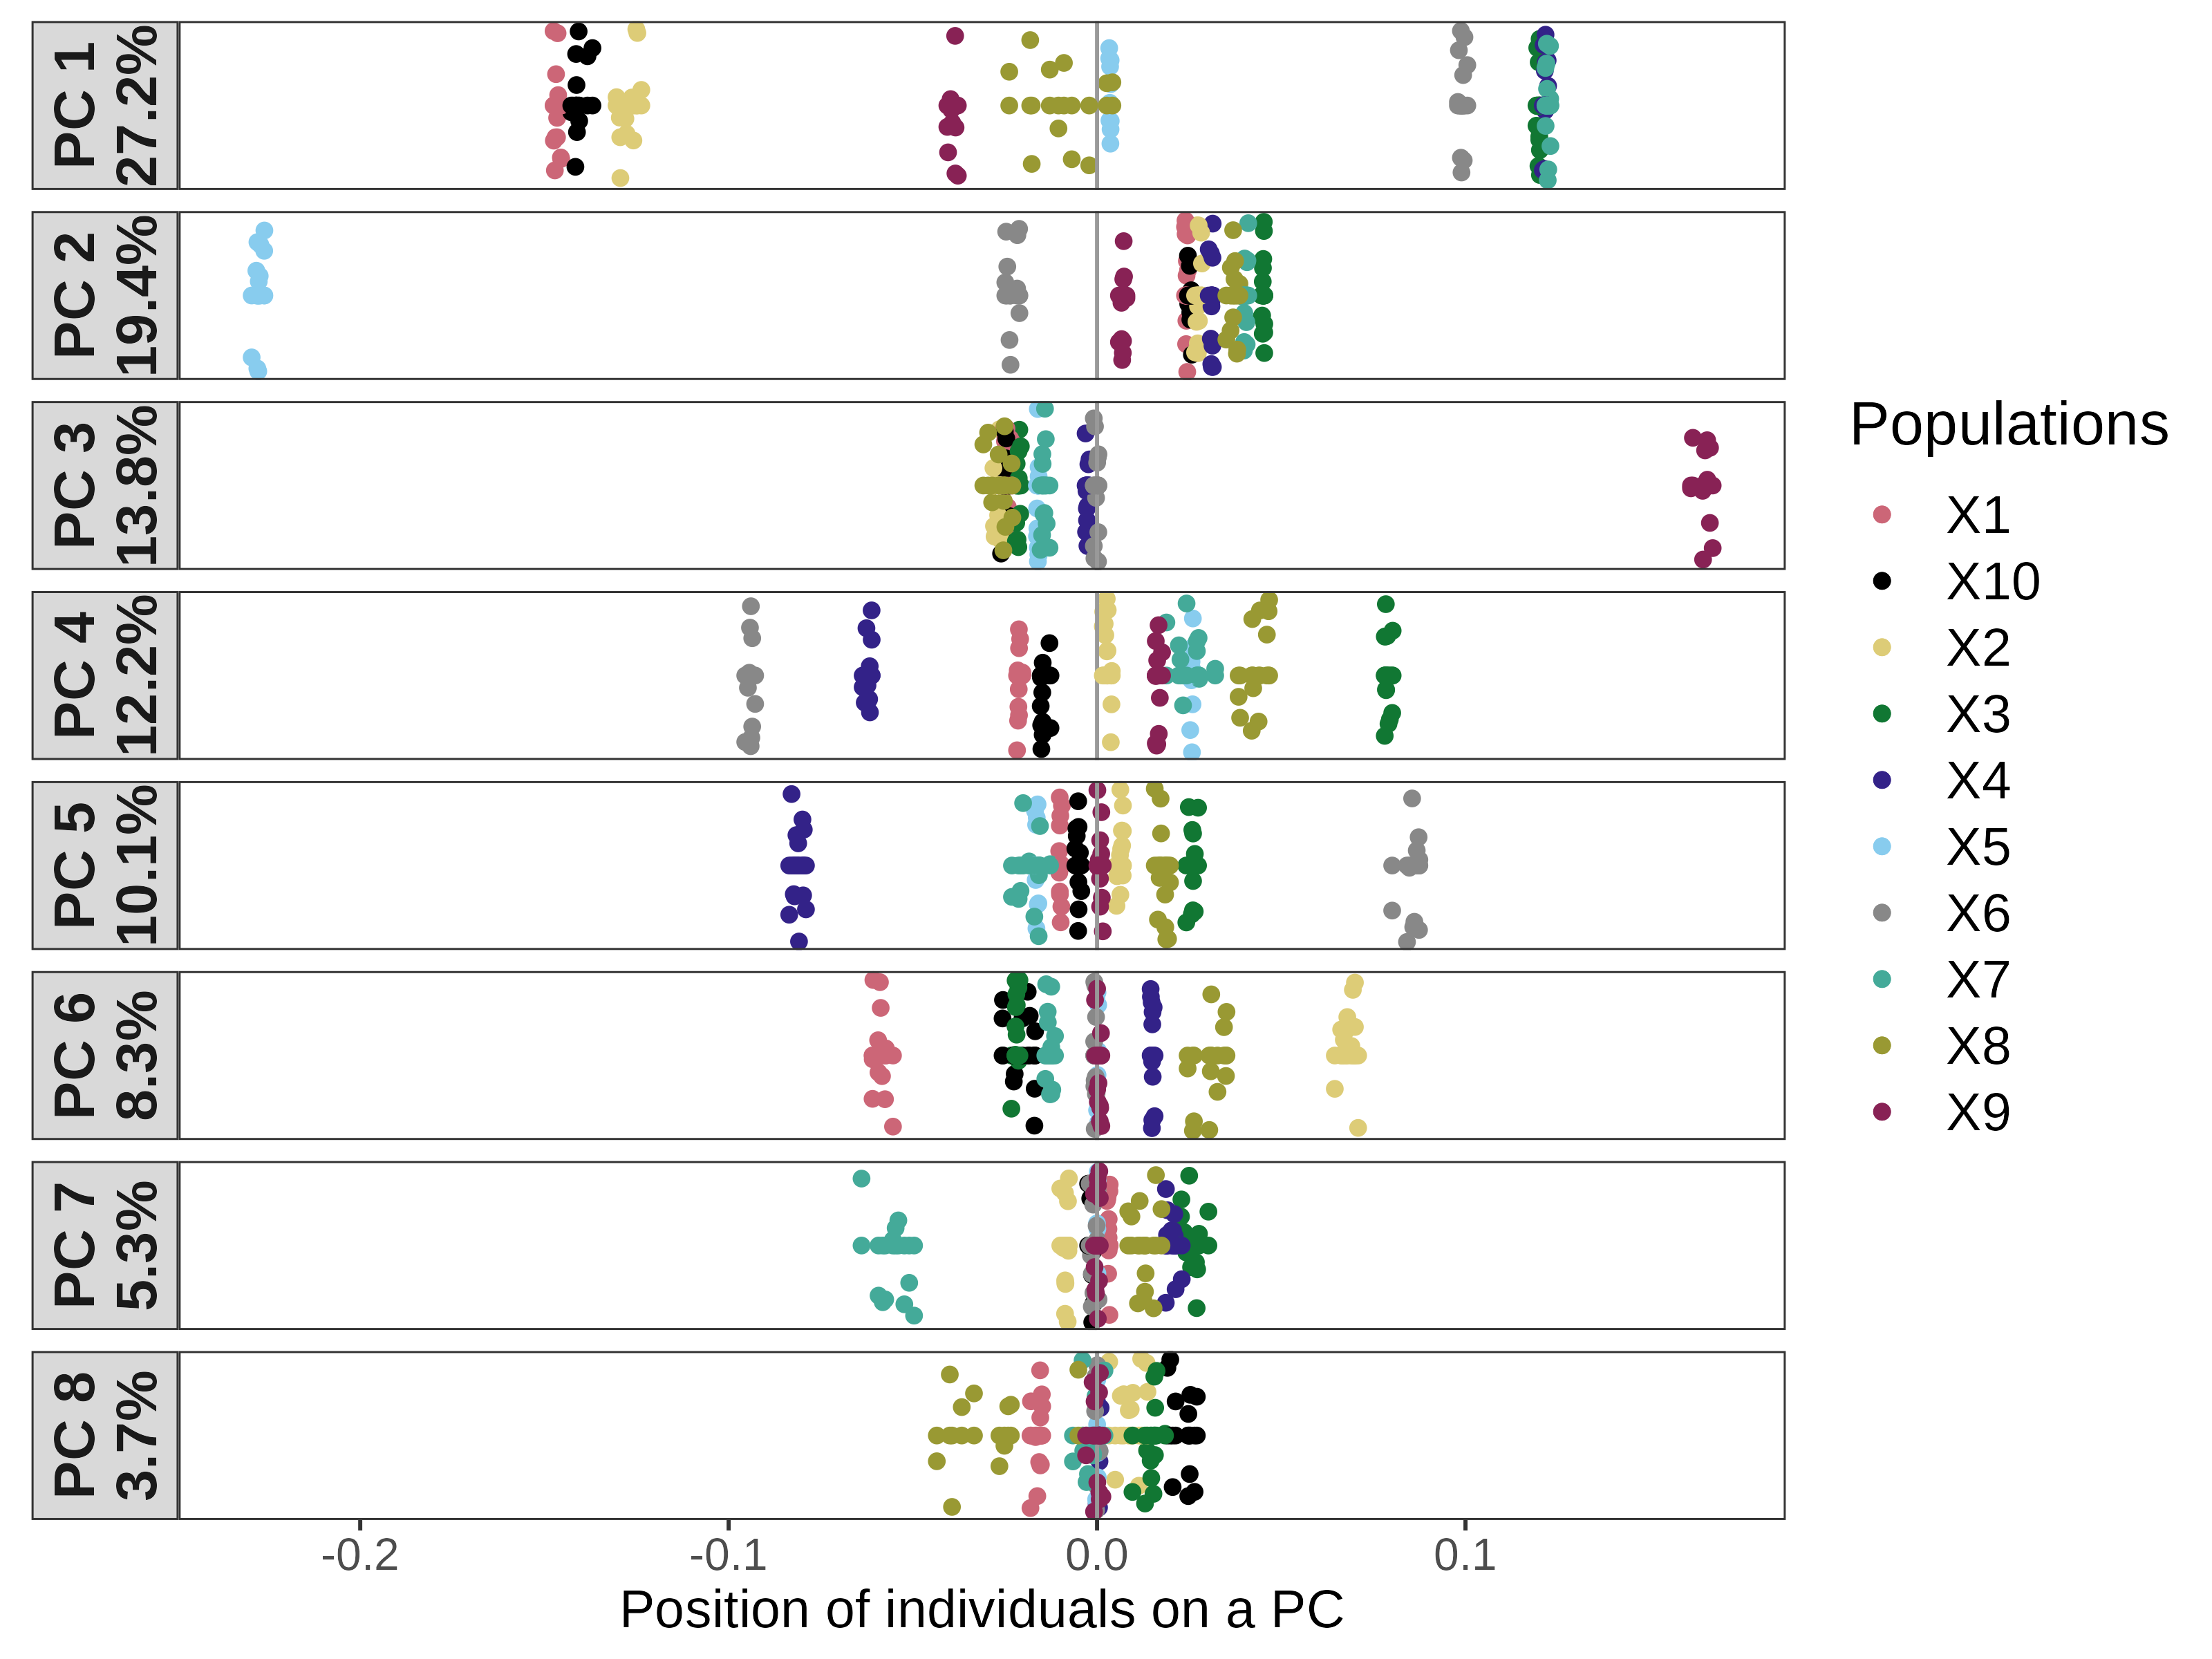 PC 1
27.2%
PC 2
19.4%
PC 3
13.8%
PC 4
12.2%
PC 5
10.1%
PC 6
8.3%
PC 7
5.3%
PC 8
3.7%
-0.2
-0.1
0.0
0.1
Position of individuals on a PC
Populations
X1
X10
X2
X3
X4
X5
X6
X7
X8
X9